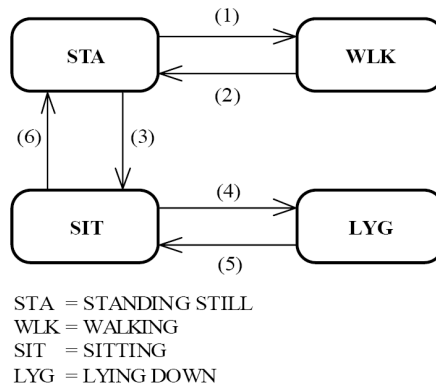 (1)
STA
WLK
(2)
(6)
(3)
(4)
SIT
LYG
(5)
STA = STANDING STILL
WLK = WALKING
SIT = SITTING
LYG = LYING DOWN